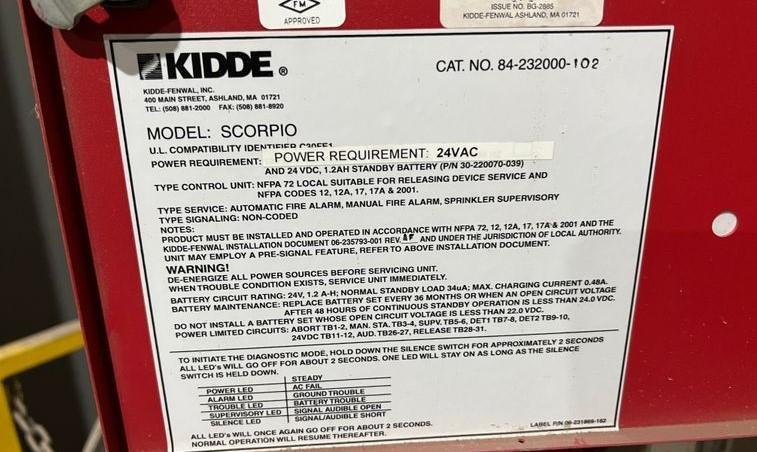 FM
APPROVED
ISSUE NO. BG-2885
KIDDE-FENWAL ASHLAND, MA 01721
KIDDE®
CAT. NO. 84-232000-102
KIDDE-FENWAL, INC.
400 MAIN STREET, ASHLAND, MA 01721
TEL: (508) 881-2000 FAX: (508) 881-8920
MODEL: SCORPIO
U.L. COMPATIBILITY IDENTIFIER
POWER REQUIREMENT: POWER REQUIREMENT: 24VAC
AND 24 VDC, 1.2AH STANDBY BATTERY (P/N 30-220070-039)
TYPE CONTROL UNIT: NFPA 72 LOCAL SUITABLE FOR RELEASING DEVICE SERVICE AND
NFPA CODES 12, 12A, 17, 17A & 2001.
TYPE SERVICE: AUTOMATIC FIRE ALARM, MANUAL FIRE ALARM, SPRINKLER SUPERVISORY
TYPE SIGNALING: NON-CODED
NOTES:
PRODUCT MUST BE INSTALLED AND OPERATED IN ACCORDANCE WITH NFPA 72, 12, 12A, 17, 17A & 2001 AND THE
KIDDE-FENWAL INSTALLATION DOCUMENT 06-235793-001 REV. AF AND UNDER THE JURISDICTION OF LOCAL AUTHORITY.
UNIT MAY EMPLOY A PRE-SIGNAL FEATURE, REFER TO ABOVE INSTALLATION DOCUMENT.
WARNING!
DE-ENERGIZE ALL POWER SOURCES BEFORE SERVICING UNIT.
WHEN TROUBLE CONDITION EXISTS, SERVICE UNIT IMMEDIATELY.
BATTERY CIRCUIT RATING: 24V, 1.2 A-H; NORMAL STANDBY LOAD 34uA; MAX. CHARGING CURRENT 0.48A.
BATTERY MAINTENANCE: REPLACE BATTERY SET EVERY 36 MONTHS OR WHEN AN OPEN CIRCUIT VOLTAGE
AFTER 48 HOURS OF CONTINUOUS STANDBY OPERATION IS LESS THAN 24.0 VDC.
DO NOT INSTALL A BATTERY SET WHOSE OPEN CIRCUIT VOLTAGE IS LESS THAN 22.0 VDC.
POWER LIMITED CIRCUITS: ABORT TB1-2, MAN. STA. TB3-4, SUPV. TB5-6, DET1 TB7-8, DET2 TB9-10,
24VDC TB11-12, AUD. TB26-27, RELEASE TB28-31.
TO INITIATE THE DIAGNOSTIC MODE, HOLD DOWN THE SILENCE SWITCH FOR APPROXIMATELY 2 SECONDS
ALL LED's WILL GO OFF FOR ABOUT 2 SECONDS. ONE LED WILL STAY ON AS LONG AS THE SILENCE
SWITCH IS HELD DOWN.
STEADY
POWER LED AC FAIL
ALARM LED GROUND TROUBLE
TROUBLE LED BATTERY TROUBLE
SUPERVISORY LED SIGNAL AUDIBLE OPEN
SILENCE LED SIGNAL/AUDIBLE SHORT
ALL LED's WILL ONCE AGAIN GO OFF FOR ABOUT 2 SECONDS.
NORMAL OPERATION WILL RESUME THEREAFTER.
LABEL P/N 06-231869-162